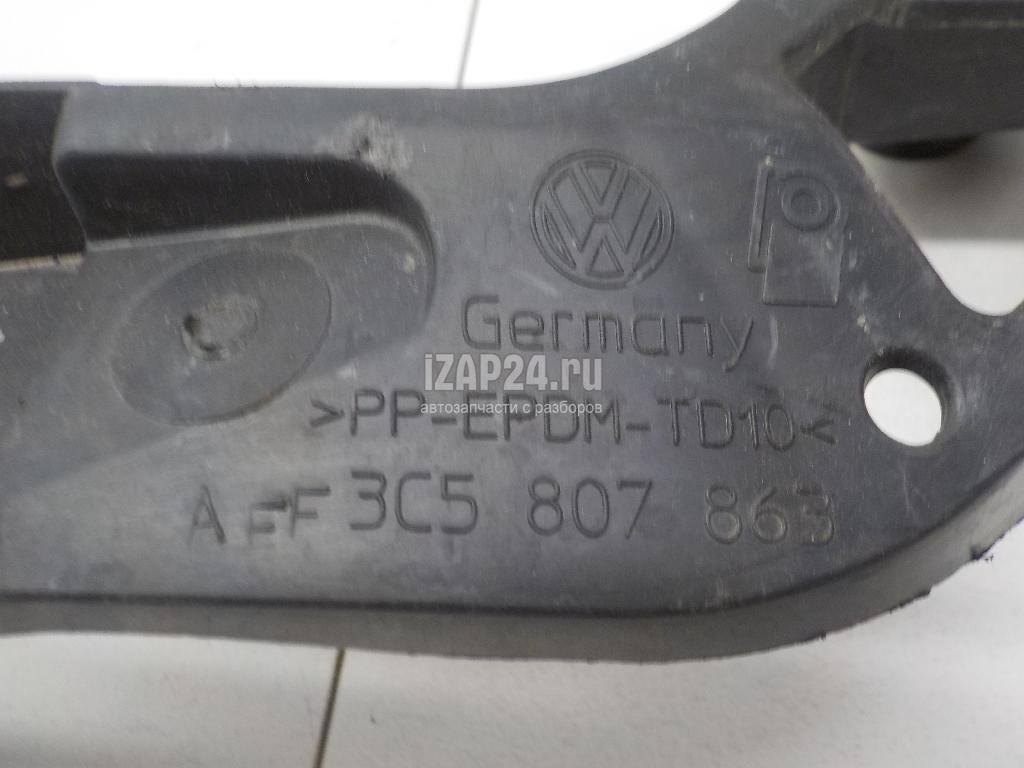 Germany
iZAP24.ru
автозапчасти с разборов
>PP-EPDM-TD10<
3C5 807 863